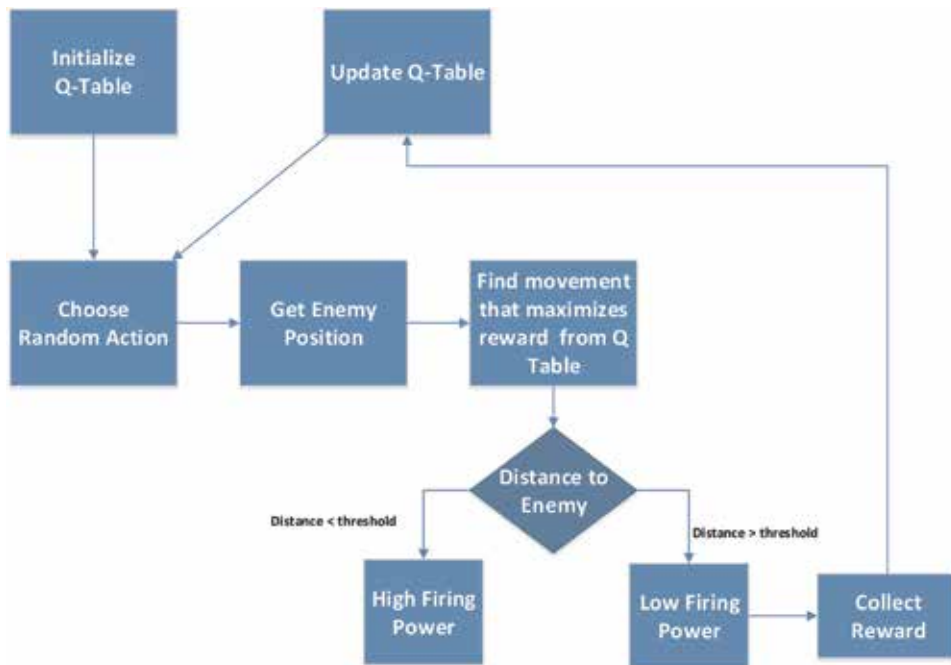 Initialize
Q-Table
Update Q-Table
Choose
Random Action
Get Enemy
Position
Find movement
that maximizes
reward from Q
Table
Distance to
Enemy
Distance < threshold
Distance > threshold
High Firing
Power
Low Firing
Power
Collect
Reward